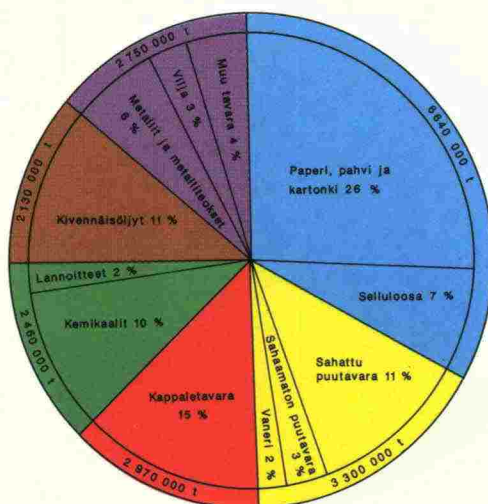 6640 000 t
Paperi, pahvi ja
kartonki 26 %
Selluloosa 7 %
3 300 000 t
Sahattu
puutavara 11 %
Sahaamaton puutavara
3 %
Vaneri 2 %
2 970 000 t
Kappaletavara
15 %
2 460 000 t
Kemikaalit 10 %
Lannoitteet 2 %
2 130 000 t
Kivennäisöljyt 11 %
2 750 000 t
Metallit ja metalliteokset
6 %
Vilja 3 %
Muu tavara 4 %